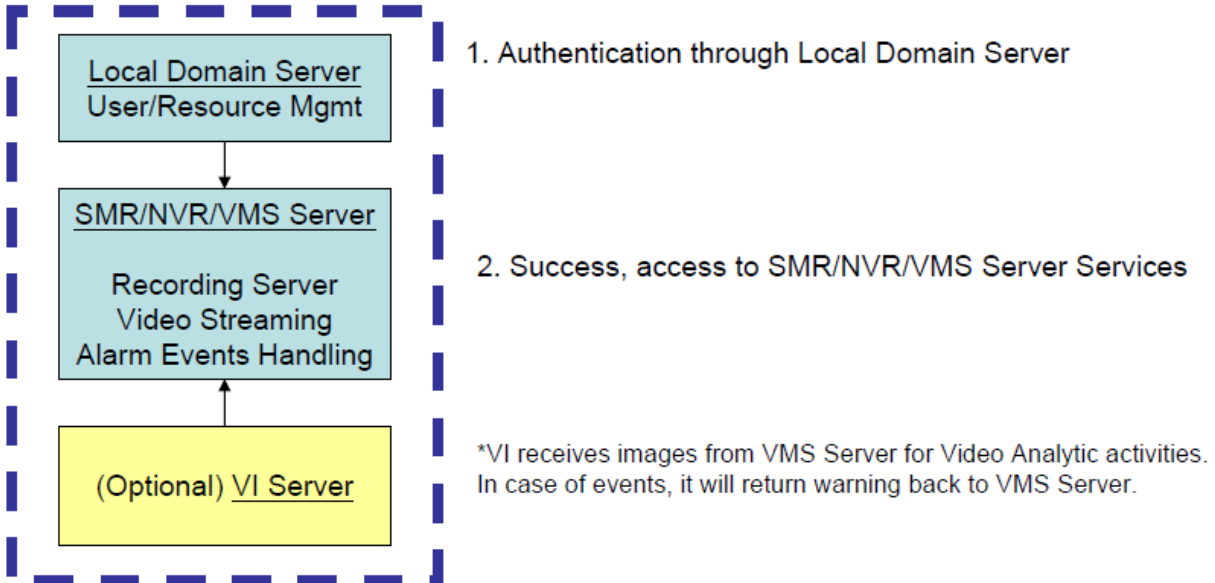 Local Domain Server
User/Resource Mgmt
1. Authentication through Local Domain Server
SMR/NVR/VMS Server
Recording Server
Video Streaming
Alarm Events Handling
2. Success, access to SMR/NVR/VMS Server Services
(Optional) VI Server
*VI receives images from VMS Server for Video Analytic activities.
In case of events, it will return warning back to VMS Server.